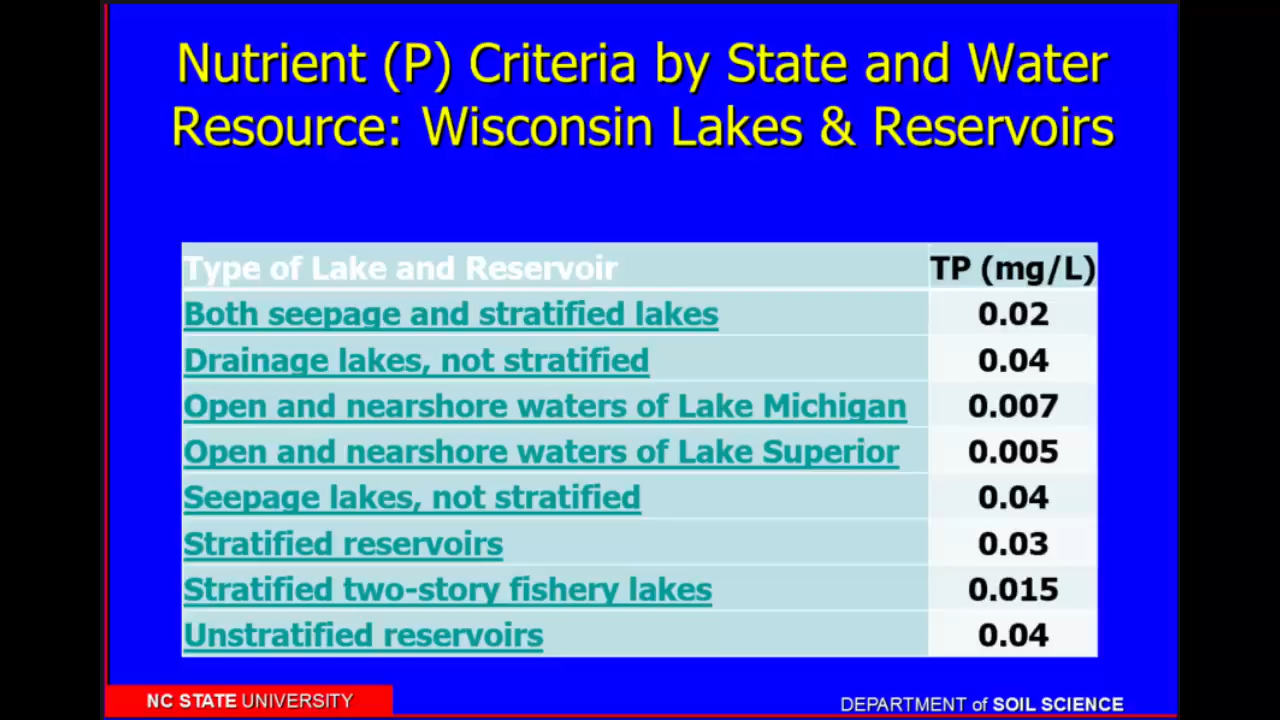 Nutrient (P) Criteria by State and Water
Resource: Wisconsin Lakes & Reservoirs
Type of Lake and Reservoir TP (mg/L)
Both seepage and stratified lakes 0.02
Drainage lakes, not stratified 0.04
Open and nearshore waters of Lake Michigan 0.007
Open and nearshore waters of Lake Superior 0.005
Seepage lakes, not stratified 0.04
Stratified reservoirs 0.03
Stratified two-story fishery lakes 0.015
Unstratified reservoirs 0.04
NC STATE UNIVERSITY
DEPARTMENT of SOIL SCIENCE